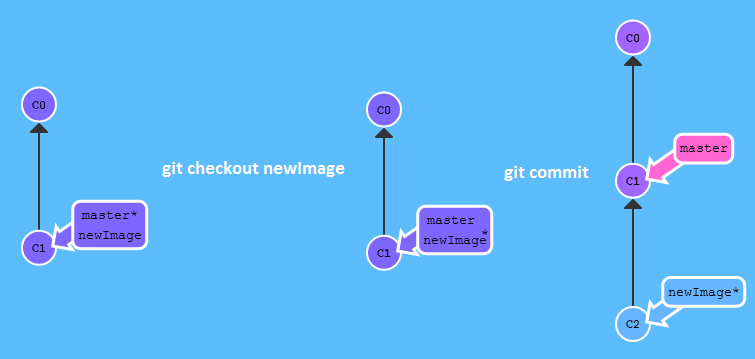 C0
master*
newImage
C1
git checkout newImage
C0
master
newImage*
C1
git commit
C0
master
C1
newImage*
C2